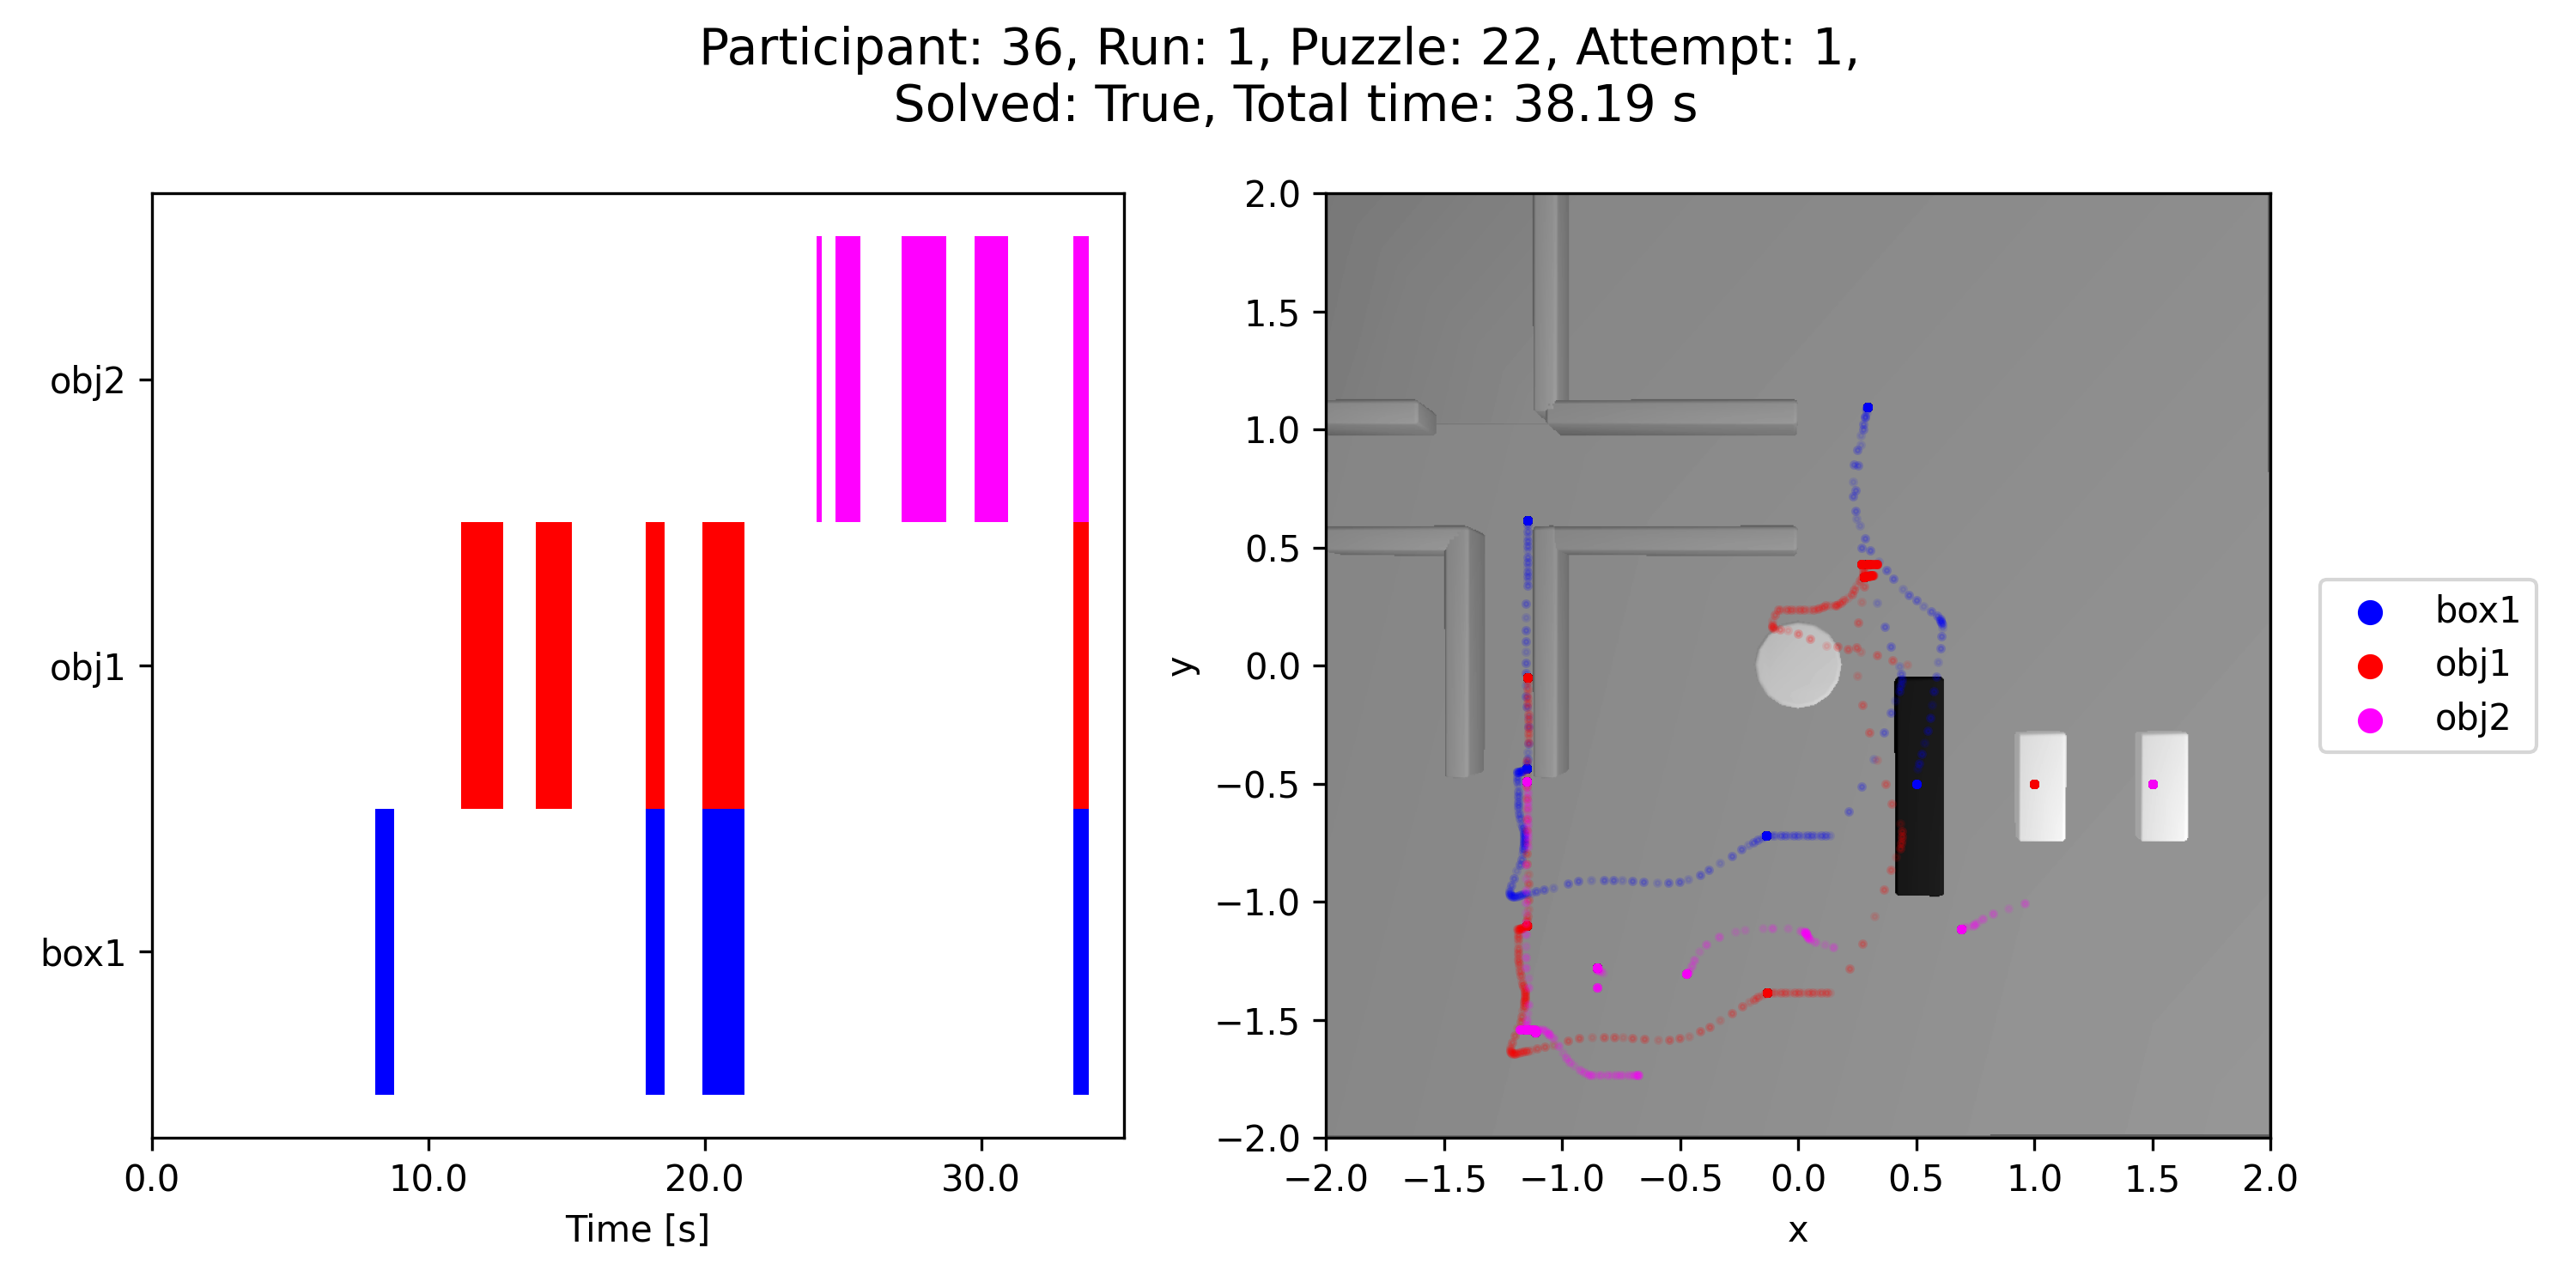 Participant: 36, Run: 1, Puzzle: 22, Attempt: 1,
Solved: True, Total time: 38.19 s
obj2
obj1
box1
0.0 10.0 20.0 30.0
Time [s]
2.0
1.5
1.0
0.5
0.0
−0.5
−1.0
−1.5
−2.0
y
−2.0 −1.5 −1.0 −0.5 0.0 0.5 1.0 1.5 2.0
x
box1
obj1
obj2